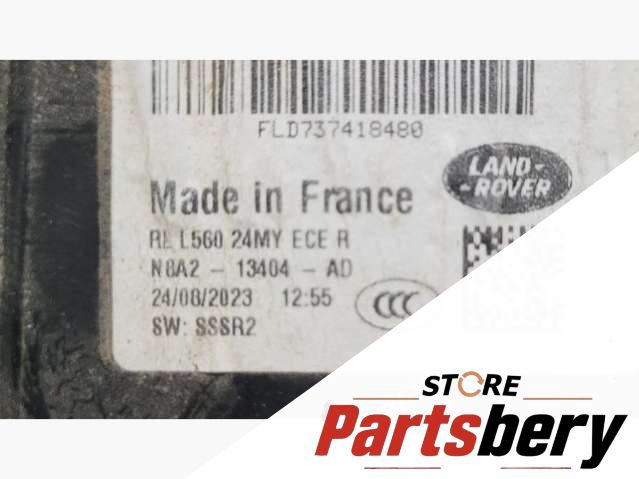 FLD737418480
LAND-
-ROVER
Made in France
RL L560 24MY ECE R
N8A2 - 13404 - AD
24/08/2023 12:55
CCC
SW: SSSR2
STORE
Partsbery